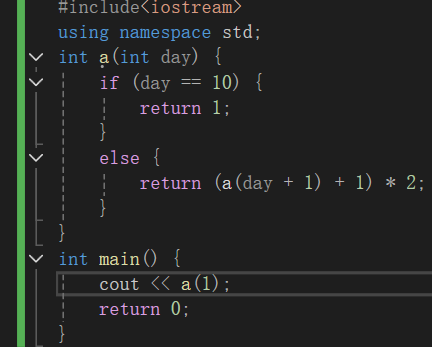 #include<iostream>
using namespace std;
int a(int day) {
if (day == 10) {
return 1;
}
else {
return (a(day + 1) + 1) * 2;
}
}
int main() {
cout << a(1);
return 0;
}